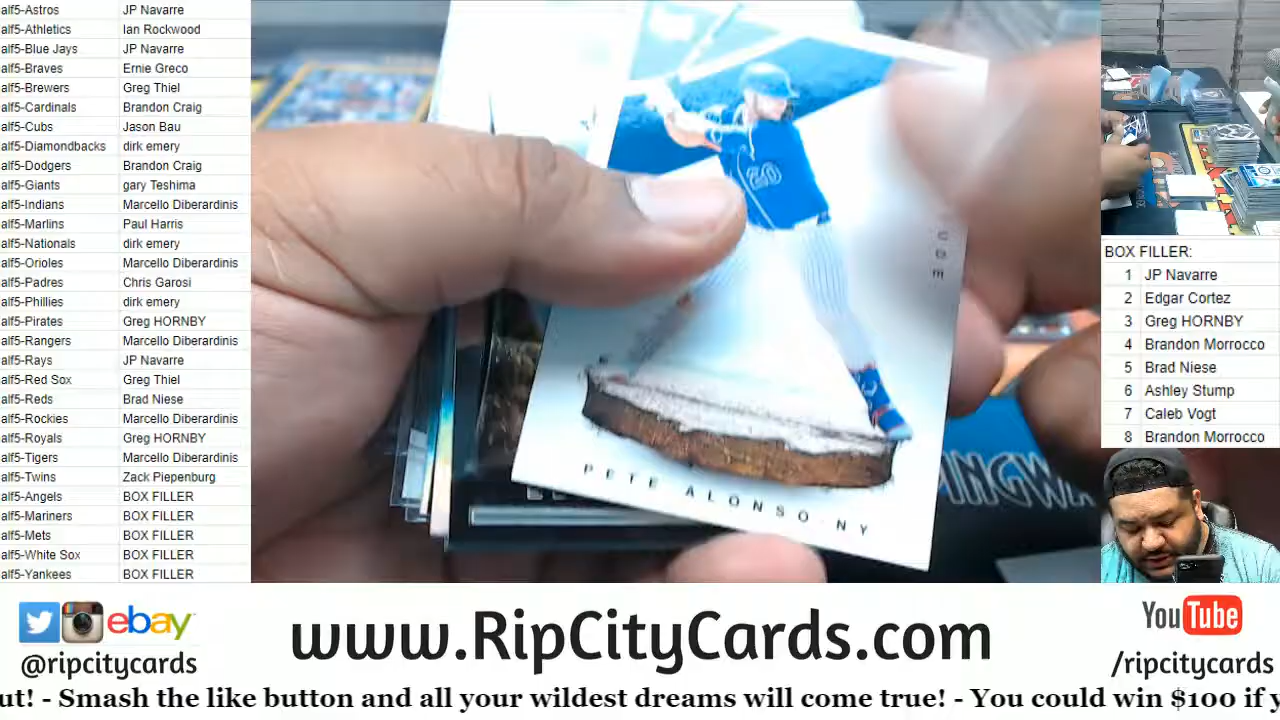 alf5-Astros JP Navarre
alf5-Athletics Ian Rockwood
alf5-Blue Jays JP Navarre
alf5-Braves Ernie Greco
alf5-Brewers Greg Thiel
alf5-Cardinals Brandon Craig
alf5-Cubs Jason Bau
alf5-Diamondbacks dirk emery
alf5-Dodgers Brandon Craig
alf5-Giants gary Teshima
alf5-Indians Marcello Diberardinis
alf5-Marlins Paul Harris
alf5-Nationals dirk emery
alf5-Orioles Marcello Diberardinis
alf5-Padres Chris Garosi
alf5-Phillies dirk emery
alf5-Pirates Greg HORNBY
alf5-Rangers Marcello Diberardinis
alf5-Rays JP Navarre
alf5-Red Sox Greg Thiel
alf5-Reds Brad Niese
alf5-Rockies Marcello Diberardinis
alf5-Royals Greg HORNBY
alf5-Tigers Marcello Diberardinis
alf5-Twins Zack Piepenburg
alf5-Angels BOX FILLER
alf5-Mariners BOX FILLER
alf5-Mets BOX FILLER
alf5-White Sox BOX FILLER
alf5-Yankees BOX FILLER
20
PETE ALONSO-NY
BOX FILLER:
1 JP Navarre
2 Edgar Cortez
3 Greg HORNBY
4 Brandon Morrocco
5 Brad Niese
6 Ashley Stump
7 Caleb Vogt
8 Brandon Morrocco
ebay
@ripcitycards
www.RipCityCards.com
YouTube
/ripcitycards
ut! - Smash the like button and all your wildest dreams will come true! - You could win $100 if y